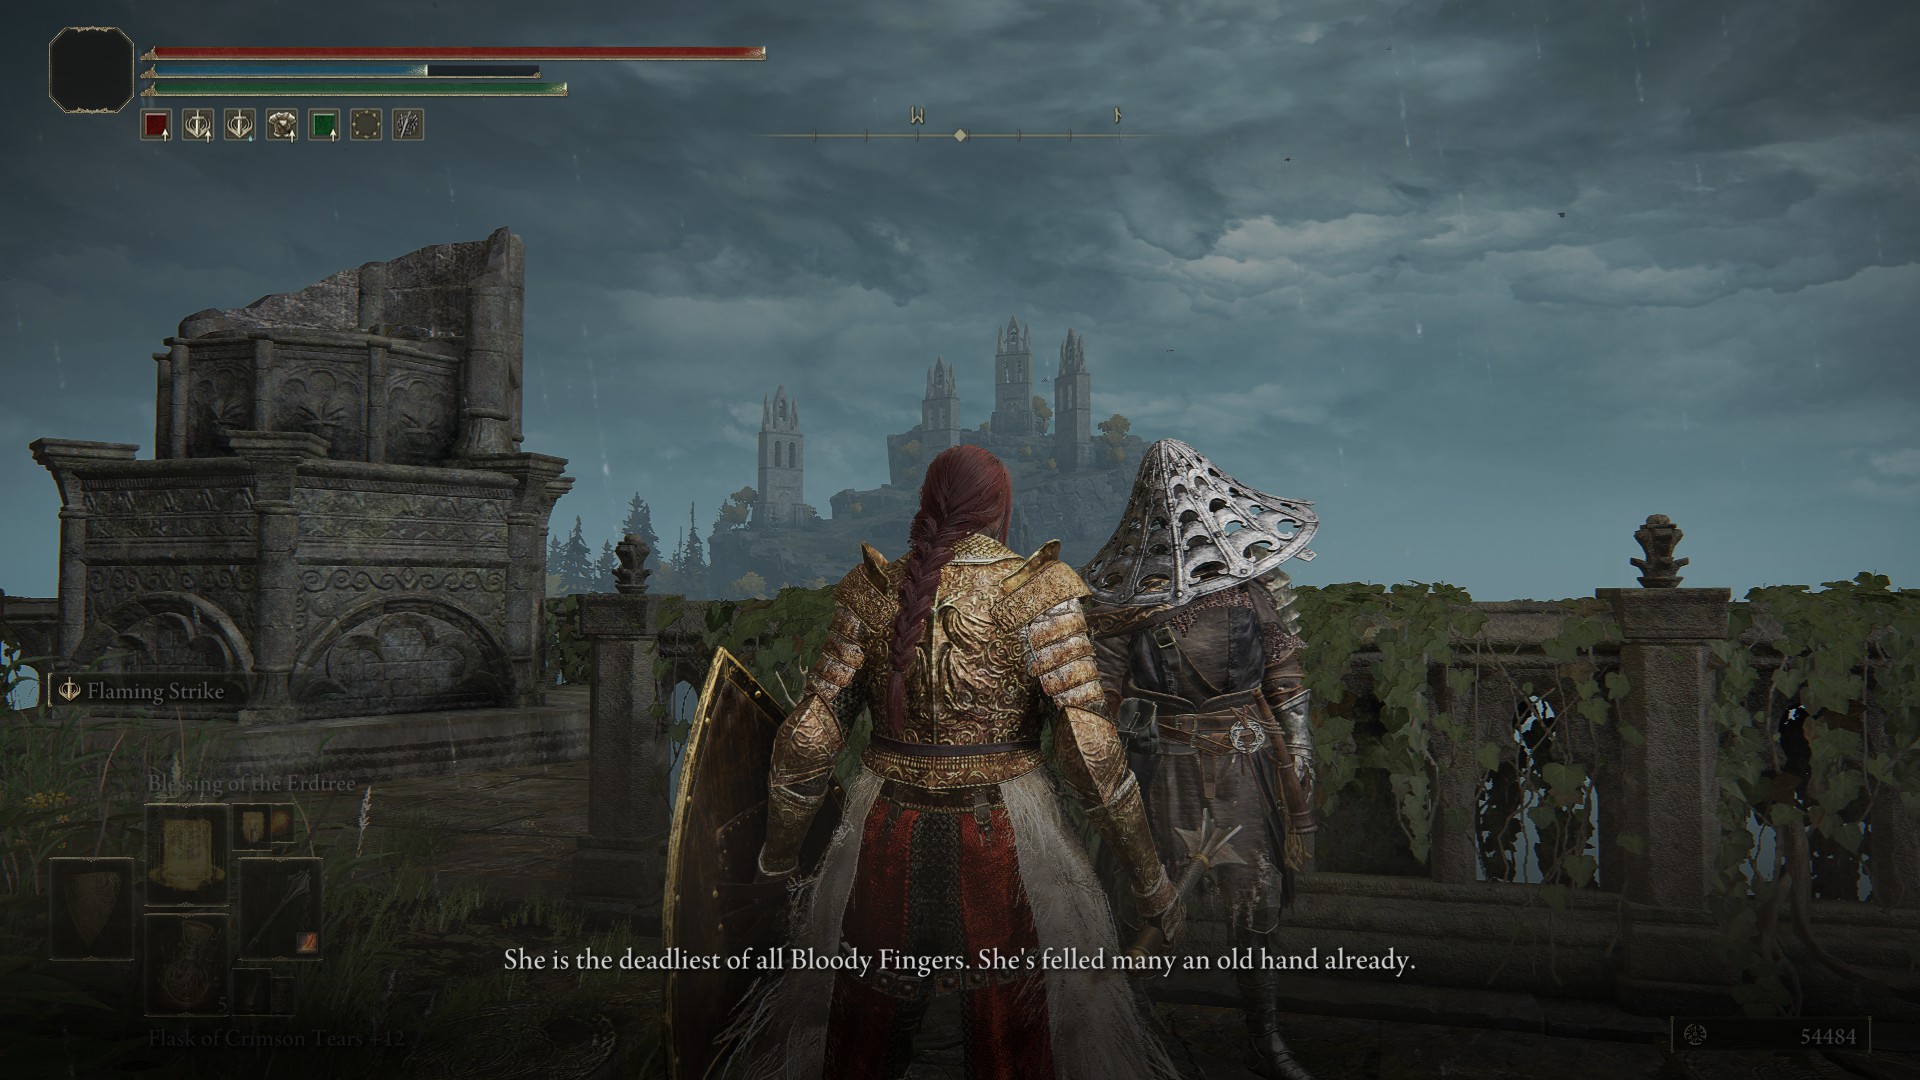 W
N
Flaming Strike
Blessing of the Erdtree
5
Flask of Crimson Tears +12
She is the deadliest of all Bloody Fingers. She's felled many an old hand already.
54484